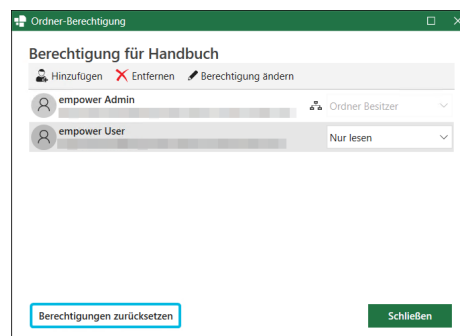 Ordner-Berechtigung
Berechtigung für Handbuch
Hinzufügen Entfernen Berechtigung ändern
empower Admin
Ordner Besitzer
empower User
Nur lesen
Berechtigungen zurücksetzen Schließen